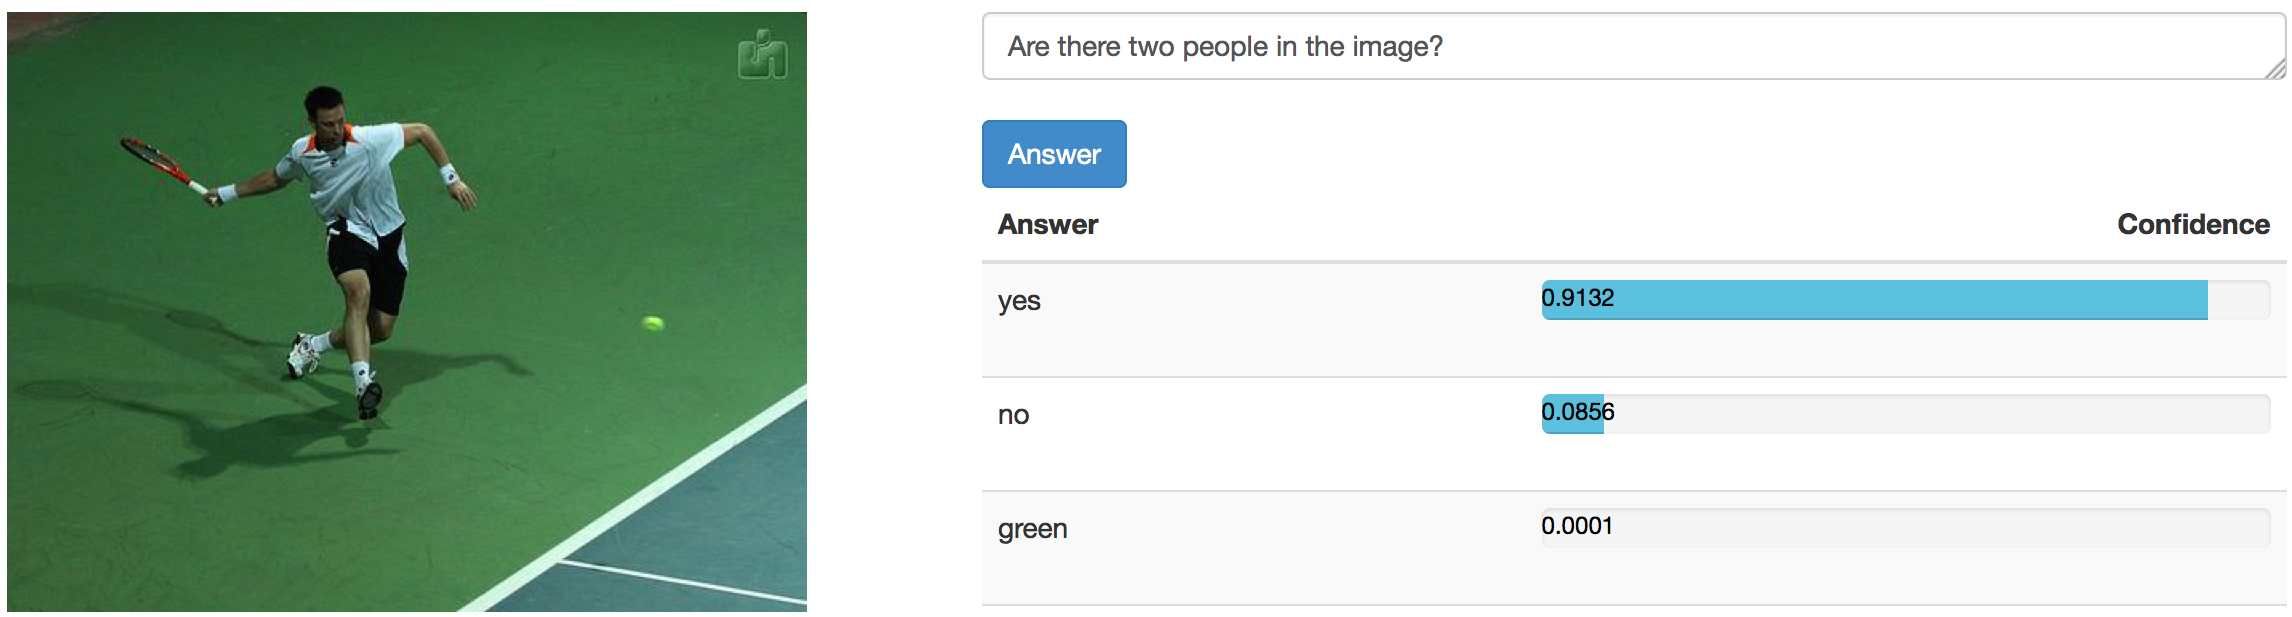 Are there two people in the image?
Answer
Answer Confidence
yes 0.9132
no 0.0856
green 0.0001